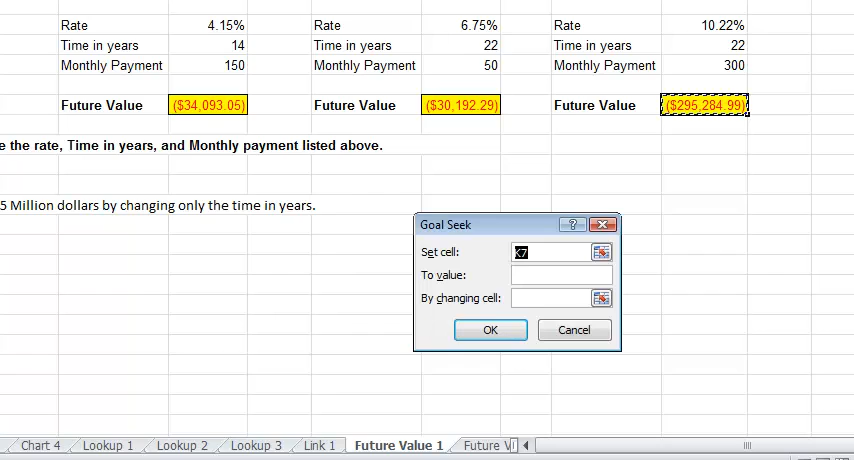 Rate 4.15% Rate 6.75% Rate 10.22%
Time in years 14 Time in years 22 Time in years 22
Monthly Payment 150 Monthly Payment 50 Monthly Payment 300
Future Value ($34,093.05) Future Value ($30,192.29) Future Value ($295,284.99)
e the rate, Time in years, and Monthly payment listed above.
5 Million dollars by changing only the time in years.
Goal Seek ?
Set cell: K7
To value:
By changing cell:
OK Cancel
Chart 4 Lookup 1 Lookup 2 Lookup 3 Link 1 Future Value 1 Future V